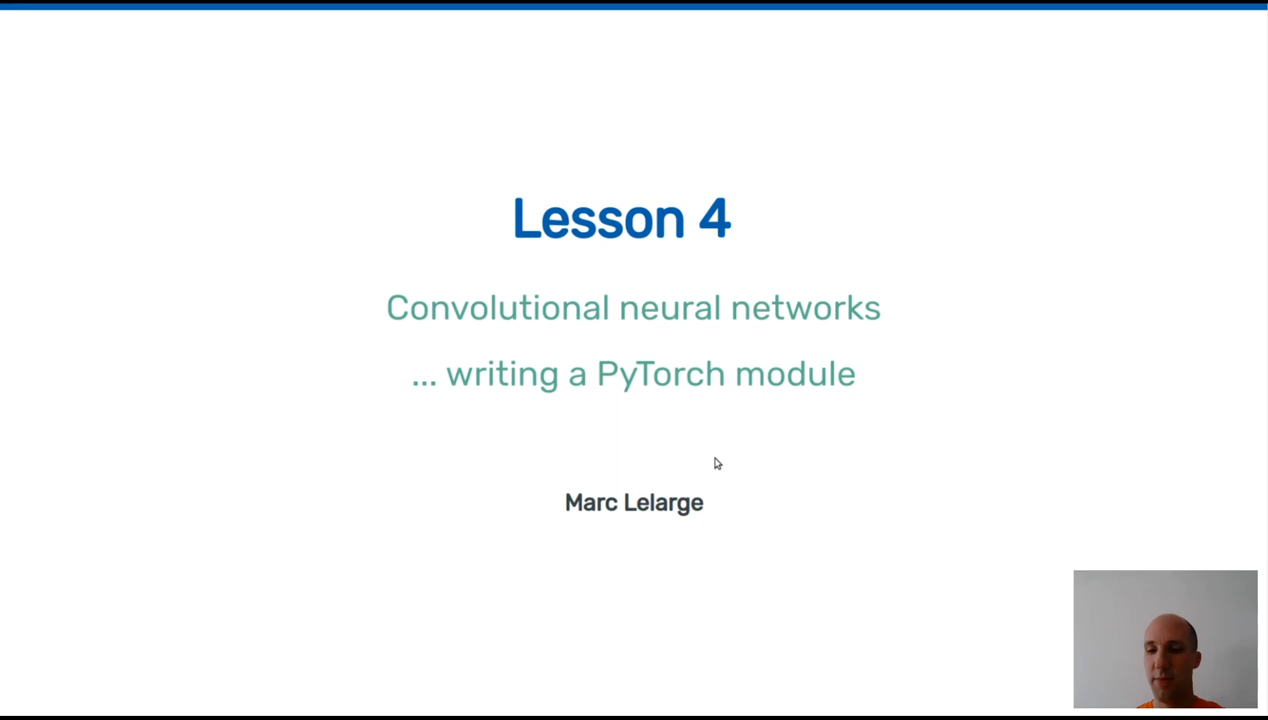 Lesson 4
Convolutional neural networks
... writing a PyTorch module
Marc Lelarge